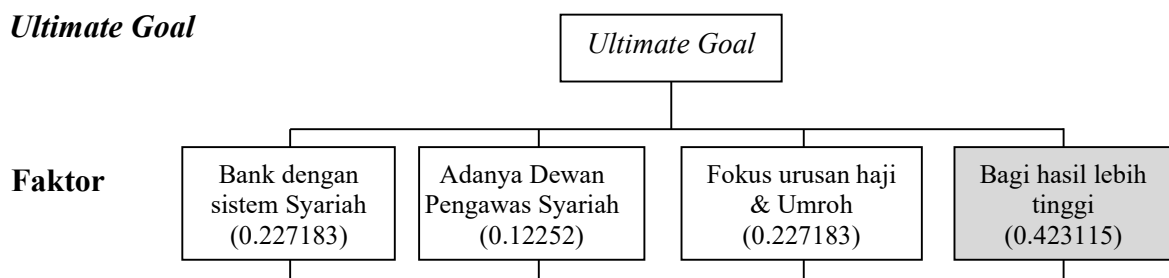 Ultimate Goal
Ultimate Goal
Faktor
Bank dengan
sistem Syariah
(0.227183)
Adanya Dewan
Pengawas Syariah
(0.12252)
Fokus urusan haji
& Umroh
(0.227183)
Bagi hasil lebih
tinggi
(0.423115)